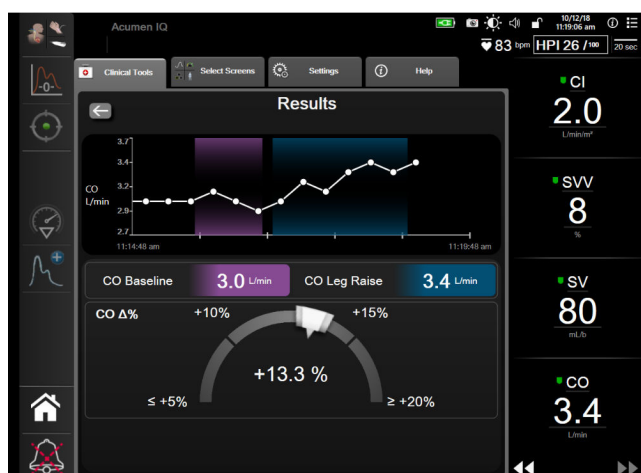 Acumen IQ
10/12/18
11:19:06 am
83 bpm HPI 26 /100 20 sec
Clinical Tools Select Screens Settings Help
Results
CO
L/min
3.7
3.4
3.2
2.9
2.7
11:14:48 am 11:19:48 am
CO Baseline 3.0 L/min CO Leg Raise 3.4 L/min
CO Δ%
+10% +15%
+13.3 %
≤ +5% ≥ +20%
-0-
CI
2.0
L/min/m²
SVV
8
%
SV
80
mL/b
CO
3.4
L/min